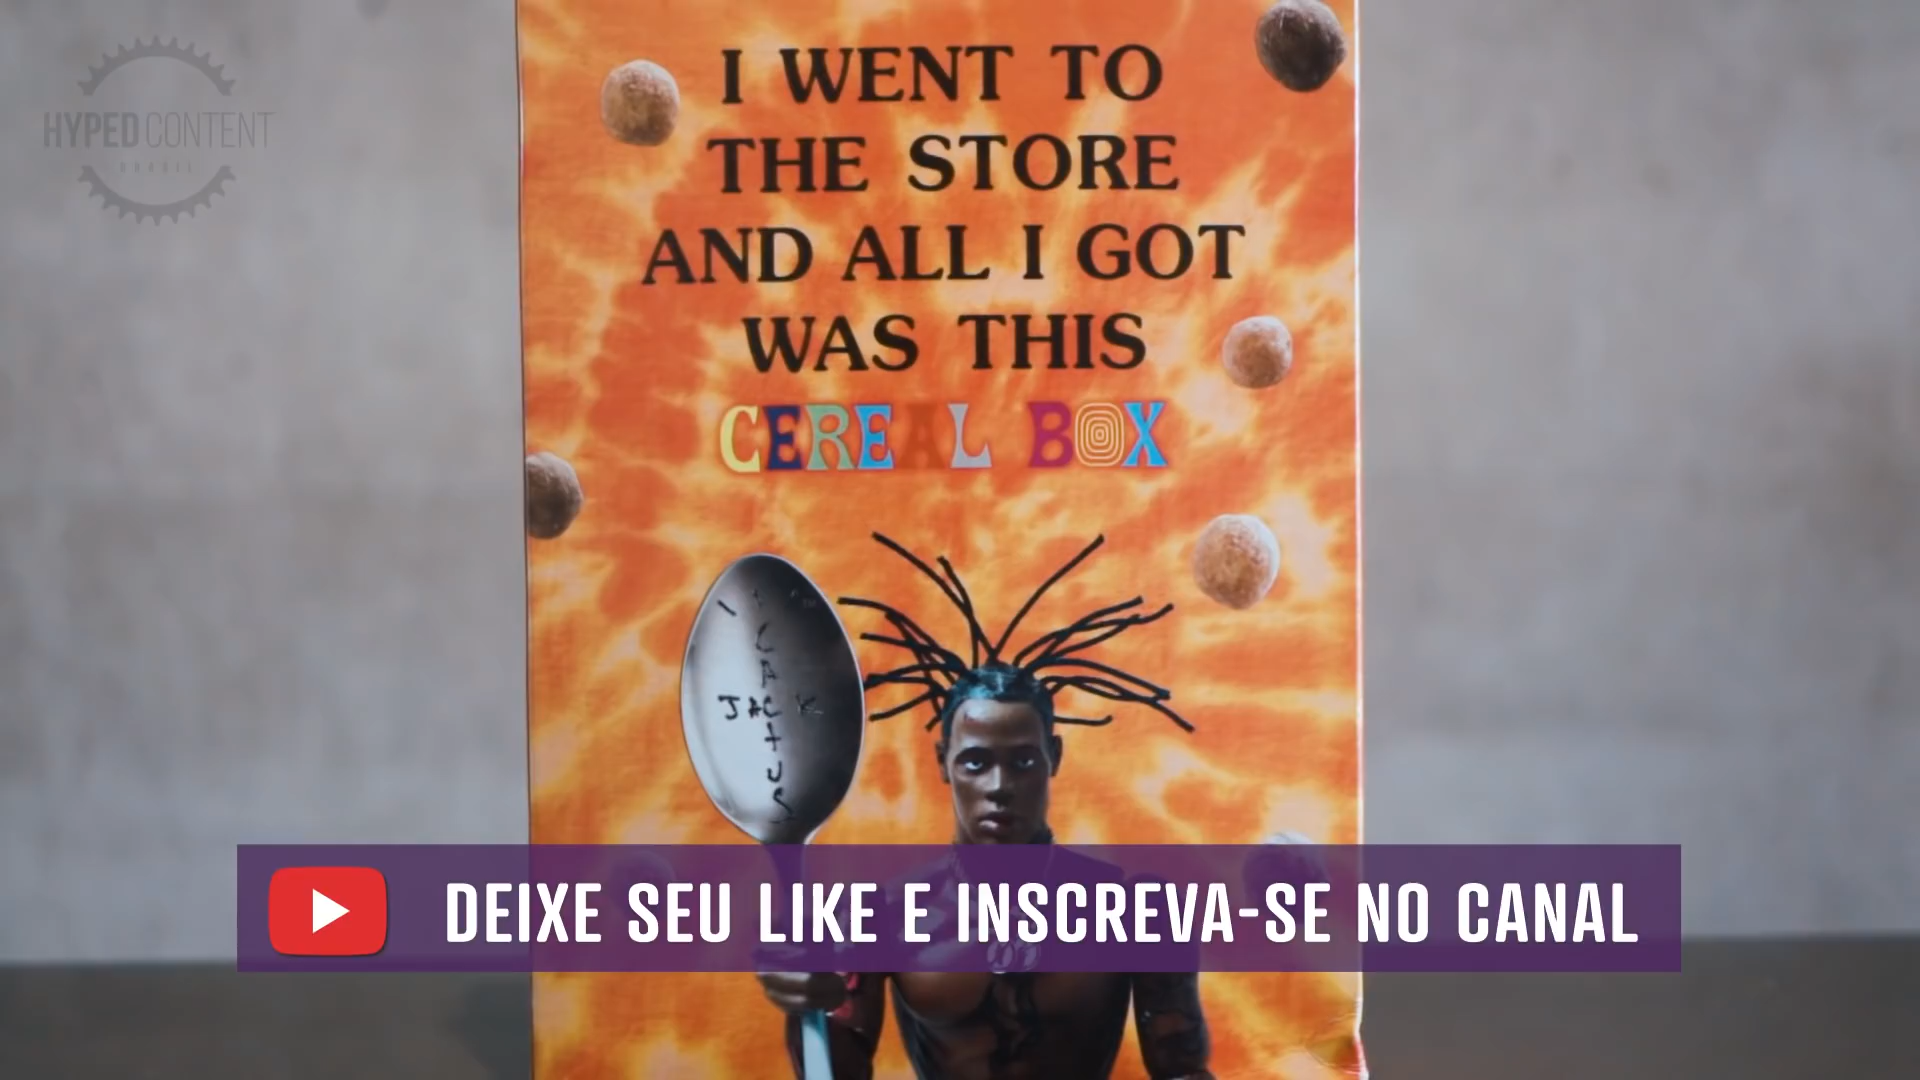 HYPED CONTENT
BRASIL
I WENT TO
THE STORE
AND ALL I GOT
WAS THIS
CEREAL BOX
CACTUS
JACK
DEIXE SEU LIKE E INSCREVA-SE NO CANAL